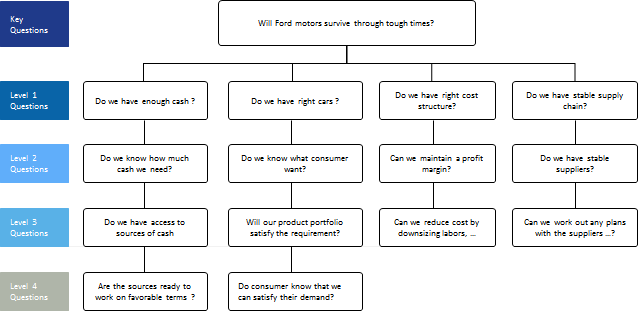 Key
Questions
Will Ford motors survive through tough times?
Level 1
Questions
Do we have enough cash ?
Do we have right cars ?
Do we have right cost
structure?
Do we have stable supply
chain?
Level 2
Questions
Do we know how much
cash we need?
Do we know what consumer
want?
Can we maintain a profit
margin?
Do we have stable
suppliers?
Level 3
Questions
Do we have access to
sources of cash
Will our product portfolio
satisfy the requirement?
Can we reduce cost by
downsizing labors, ...
Can we work out any plans
with the suppliers ...?
Level 4
Questions
Are the sources ready to
work on favorable terms ?
Do consumer know that we
can satisfy their demand?